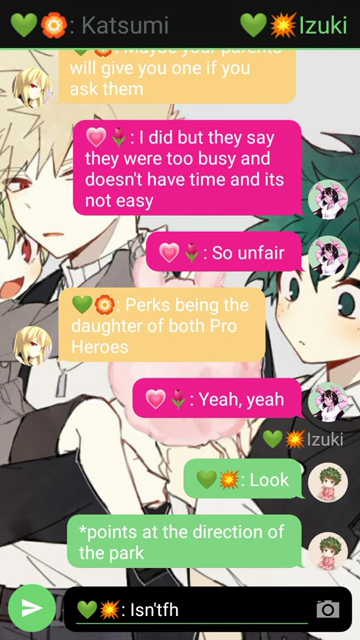 💚🏵️: Katsumi 💚💥Izuki
💚🏵️: Maybe your parents
will give you one if you
ask them
💗🌷: I did but they say
they were too busy and
doesn't have time and its
not easy
💗🌷: So unfair
💚🏵️: Perks being the
daughter of both Pro
Heroes
💗🌷: Yeah, yeah
💚💥Izuki
💚💥: Look
*points at the direction of
the park
💚💥: Isn'tfh